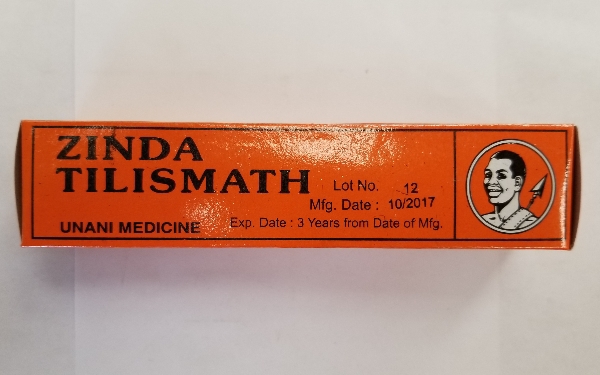 ZINDA
TILISMATH
Lot No. 12
Mfg. Date : 10/2017
UNANI MEDICINE
Exp. Date : 3 Years from Date of Mfg.